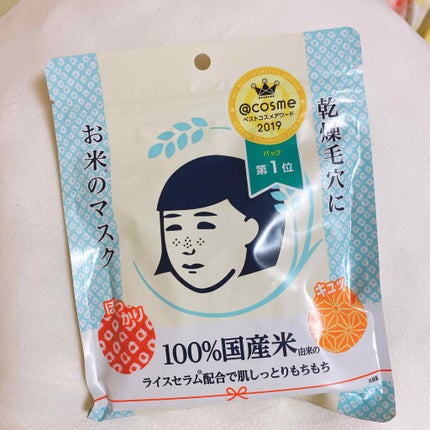 @cosme
ベストコスメアワード
2019
パック
第1位
乾燥毛穴に
お米のマスク
ぽっかり
キュッ
100%国産米由来の
ライスセラム配合で肌しっとりもちもち